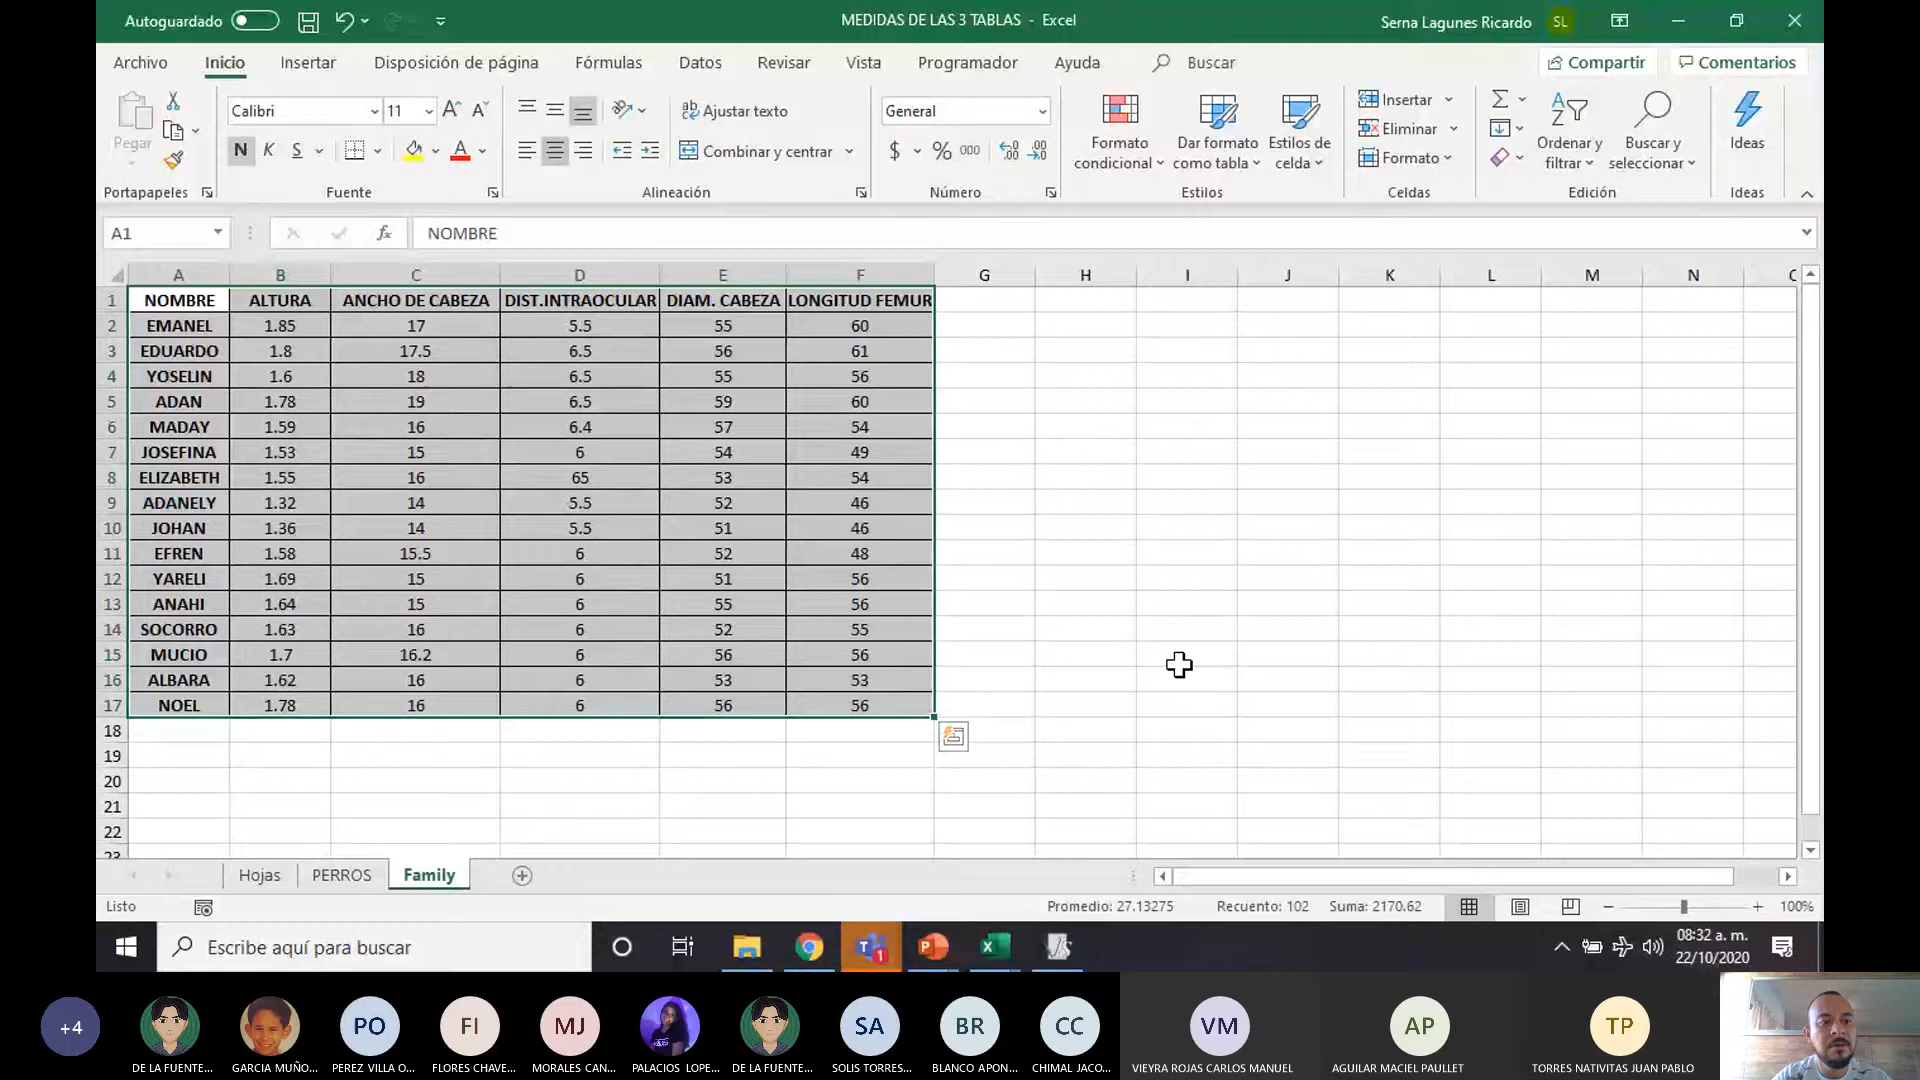 Autoguardado
MEDIDAS DE LAS 3 TABLAS - Excel
Serna Lagunes Ricardo SL
Archivo Inicio Insertar Disposición de página Fórmulas Datos Revisar Vista Programador Ayuda Buscar Compartir Comentarios
Pegar
Calibri 11
N K S
Ajustar texto
Combinar y centrar
General
$ % 000
Formato condicional
Dar formato como tabla
Estilos de celda
Insertar
Eliminar
Formato
Ordenar y filtrar
Buscar y seleccionar
Ideas
Portapapeles Fuente Alineación Número Estilos Celdas Edición Ideas
A1 fx NOMBRE
A B C D E F G H I J K L M N
1 NOMBRE ALTURA ANCHO DE CABEZA DIST.INTRAOCULAR DIAM. CABEZA LONGITUD FEMUR
2 EMANEL 1.85 17 5.5 55 60
3 EDUARDO 1.8 17.5 6.5 56 61
4 YOSELIN 1.6 18 6.5 55 56
5 ADAN 1.78 19 6.5 59 60
6 MADAY 1.59 16 6.4 57 54
7 JOSEFINA 1.53 15 6 54 49
8 ELIZABETH 1.55 16 65 53 54
9 ADANELY 1.32 14 5.5 52 46
10 JOHAN 1.36 14 5.5 51 46
11 EFREN 1.58 15.5 6 52 48
12 YARELI 1.69 15 6 51 56
13 ANAHI 1.64 15 6 55 56
14 SOCORRO 1.63 16 6 52 55
15 MUCIO 1.7 16.2 6 56 56
16 ALBARA 1.62 16 6 53 53
17 NOEL 1.78 16 6 56 56
18
19
20
21
22
23
Hojas PERROS Family
Listo Promedio: 27.13275 Recuento: 102 Suma: 2170.62 100%
Escribe aquí para buscar
08:32 a. m.
22/10/2020
+4 PO FI MJ SA BR CC VM AP TP
DE LA FUENTE... GARCIA MUÑO... PEREZ VILLA O... FLORES CHAVE... MORALES CAN... PALACIOS LOPE... DE LA FUENTE... SOLIS TORRES... BLANCO APON... CHIMAL JACO... VIEYRA ROJAS CARLOS MANUEL AGUILAR MACIEL PAULLET TORRES NATIVITAS JUAN PABLO